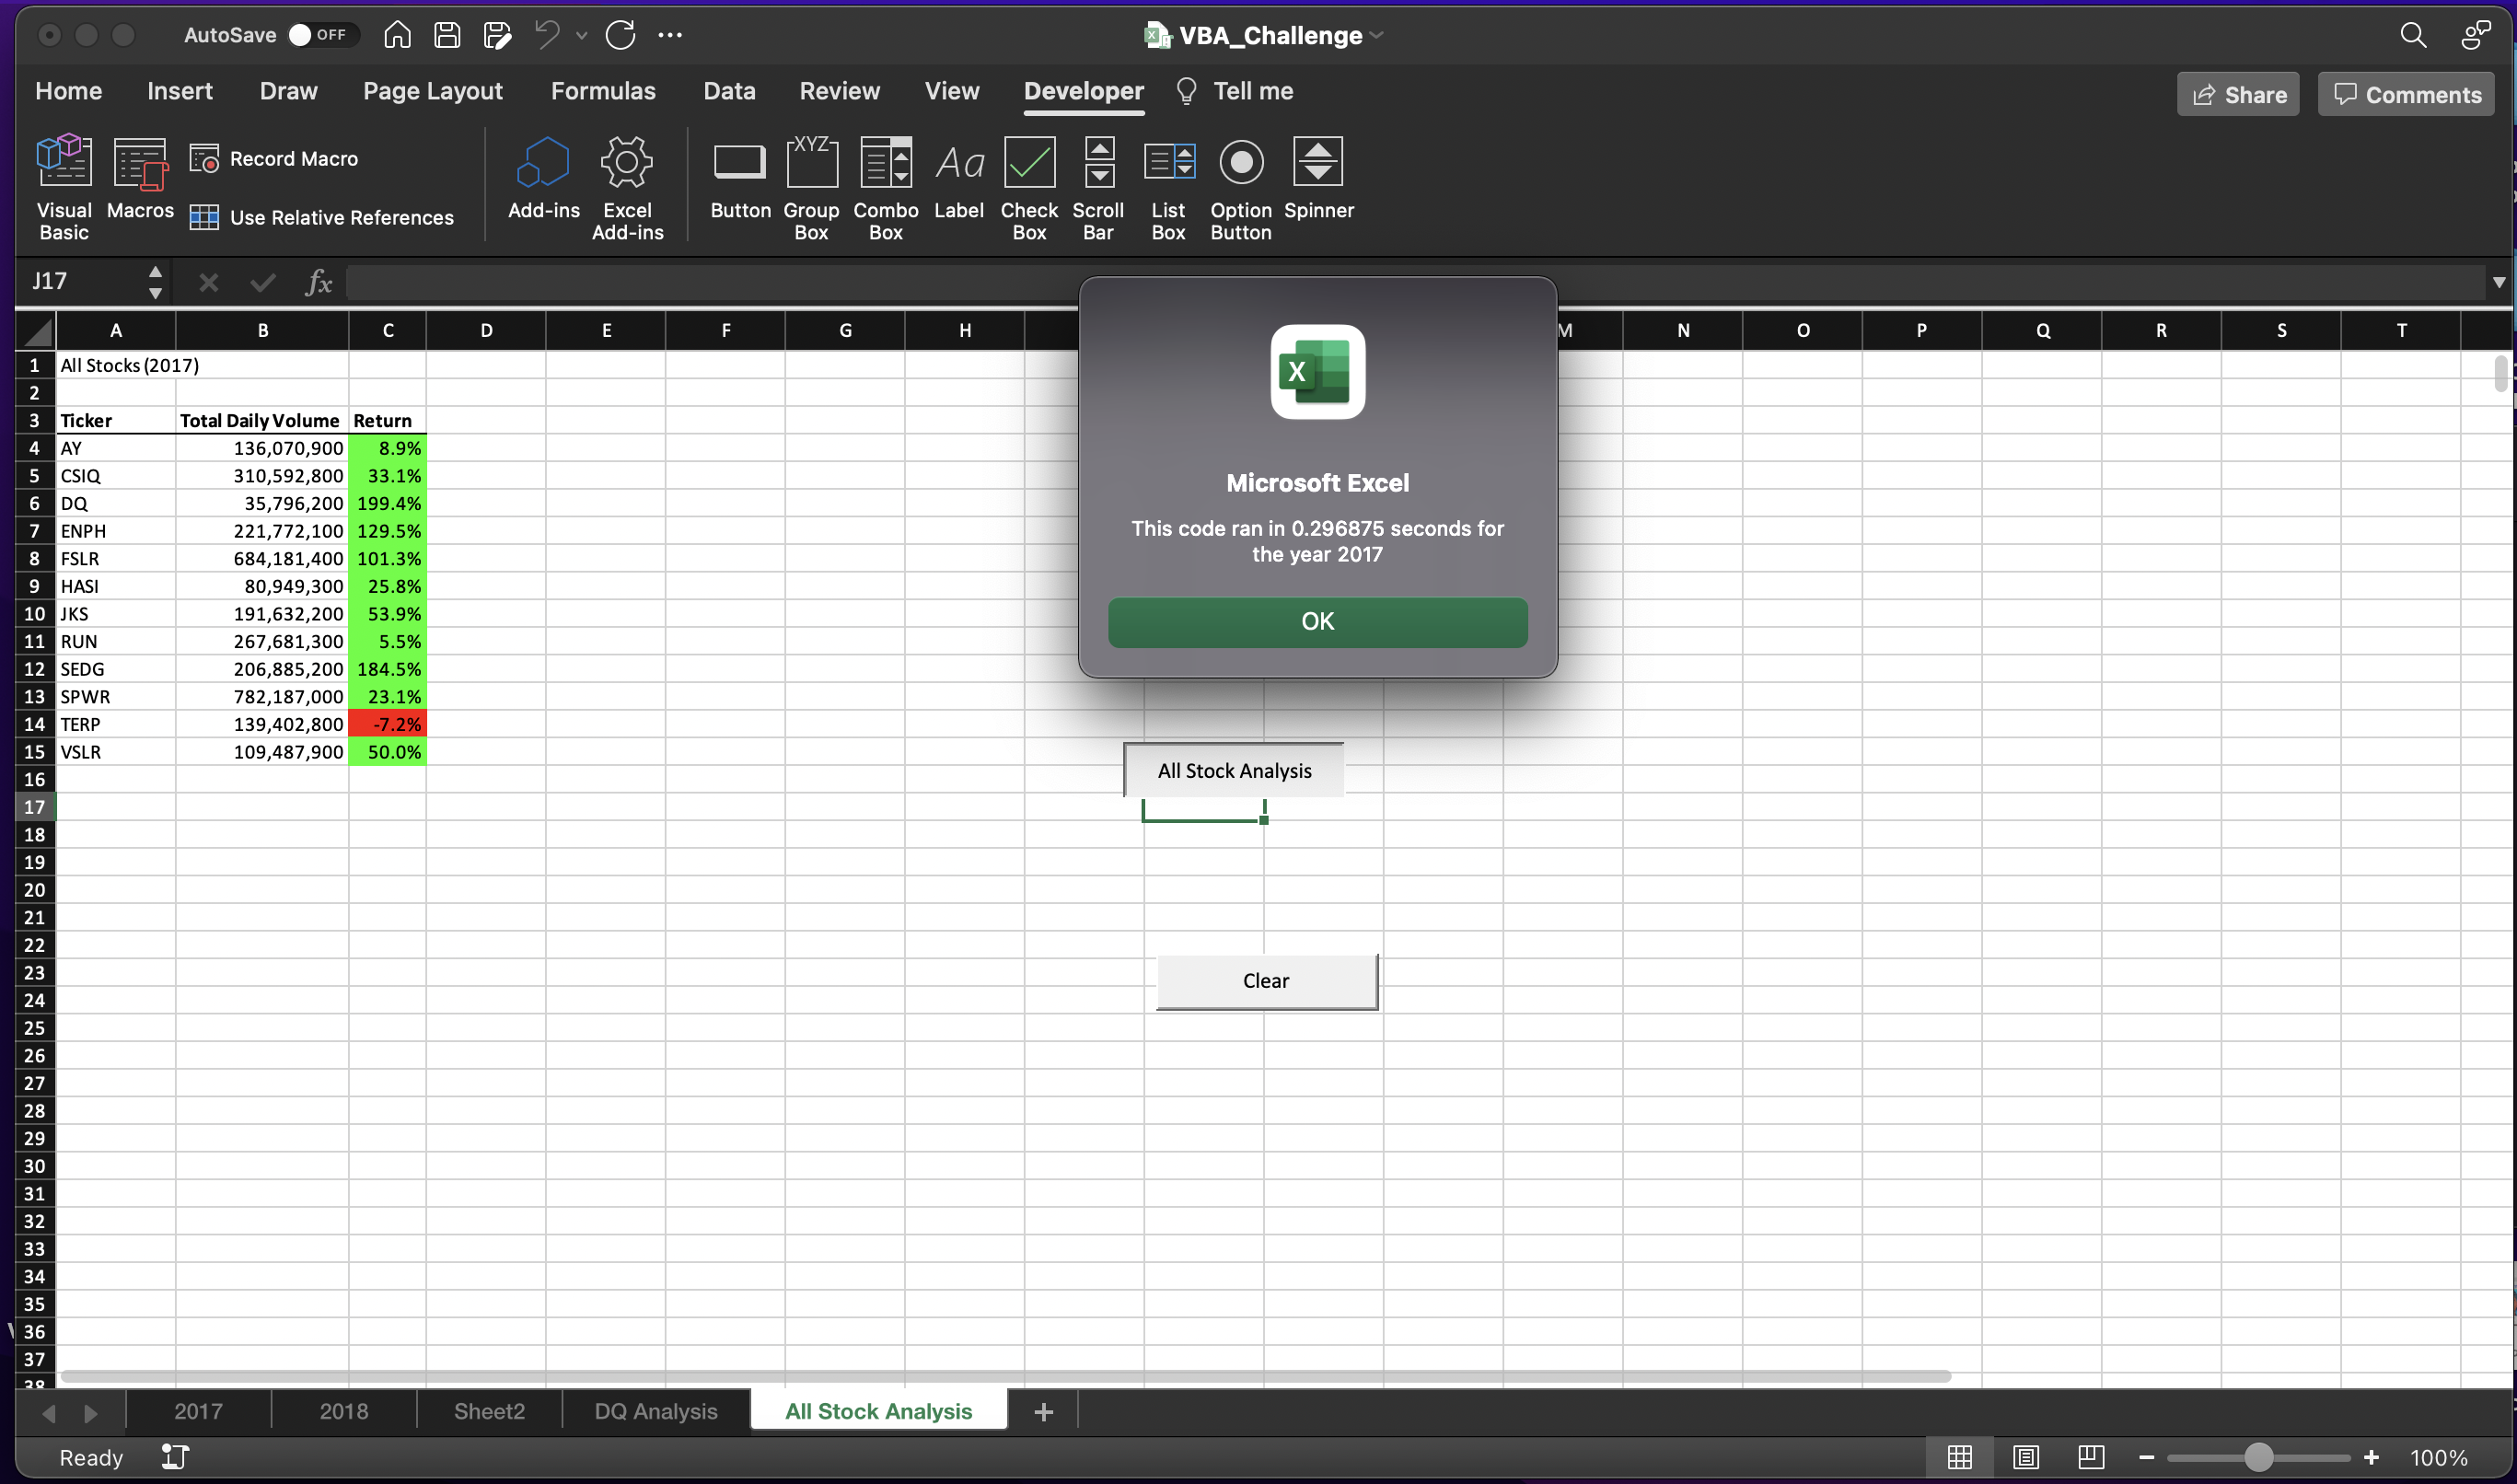 AutoSave OFF
VBA_Challenge
Home Insert Draw Page Layout Formulas Data Review View Developer Tell me Share Comments
Visual Basic
Macros
Record Macro
Use Relative References
Add-ins
Excel Add-ins
XYZ
Aa
Button
Group Box
Combo Box
Label
Check Box
Scroll Bar
List Box
Option Button
Spinner
J17 fx
A B C D E F G H M N O P Q R S T
1 All Stocks (2017)
2
3 Ticker Total Daily Volume Return
4 AY 136,070,900 8.9%
5 CSIQ 310,592,800 33.1%
6 DQ 35,796,200 199.4%
7 ENPH 221,772,100 129.5%
8 FSLR 684,181,400 101.3%
9 HASI 80,949,300 25.8%
10 JKS 191,632,200 53.9%
11 RUN 267,681,300 5.5%
12 SEDG 206,885,200 184.5%
13 SPWR 782,187,000 23.1%
14 TERP 139,402,800 -7.2%
15 VSLR 109,487,900 50.0%
16
17
18
19
20
21
22
23
24
25
26
27
28
29
30
31
32
33
34
35
36
37
38
X
Microsoft Excel
This code ran in 0.296875 seconds for
the year 2017
OK
All Stock Analysis
Clear
2017 2018 Sheet2 DQ Analysis All Stock Analysis +
Ready
100%